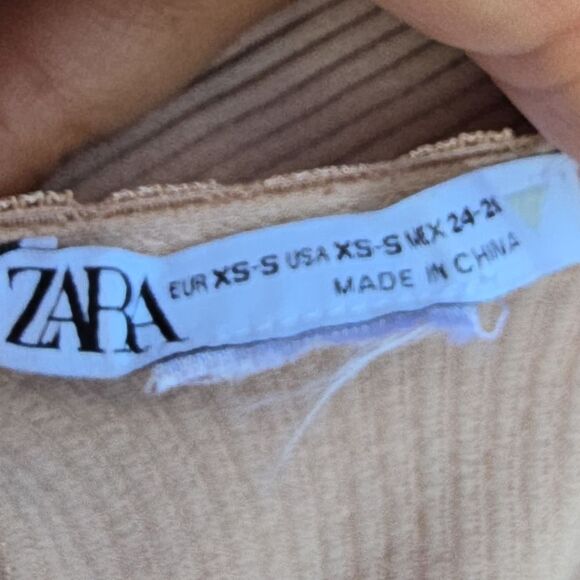 ZARA
EUR XS-S USA XS-S MEX
MADE IN CHINA